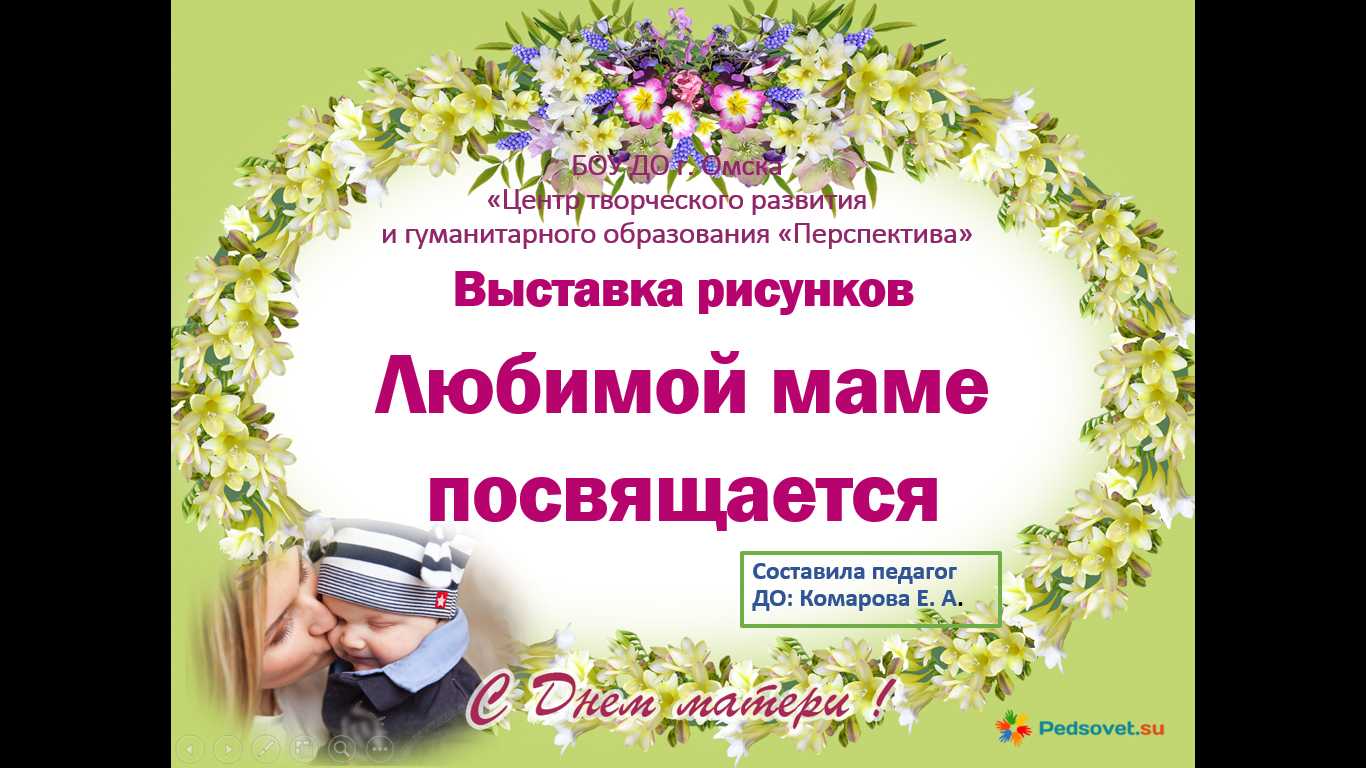 БОУ ДО г. Омска
«Центр творческого развития
и гуманитарного образования «Перспектива»
Выставка рисунков
Любимой маме
посвящается
Составила педагог
ДО: Комарова Е. А.
С Днем матери !
Pedsovet.su